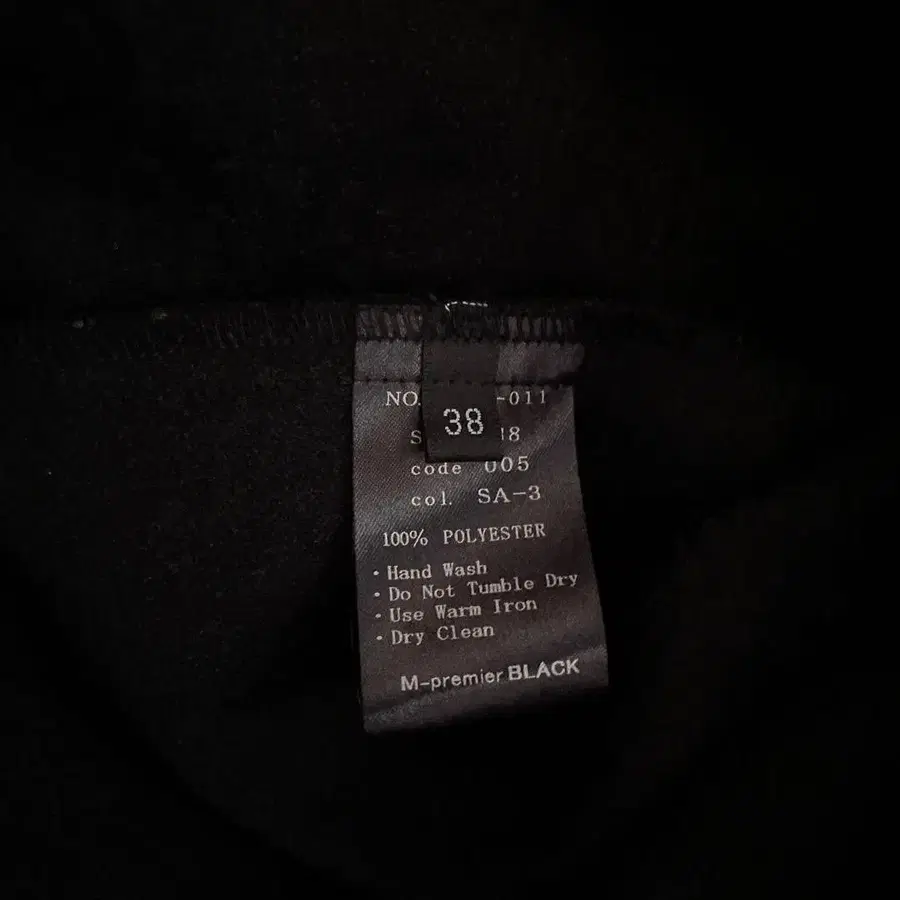 NO. -011
38
code 005
col. SA-3
100% POLYESTER
・Hand Wash
・Do Not Tumble Dry
・Use Warm Iron
・Dry Clean
M-premier BLACK